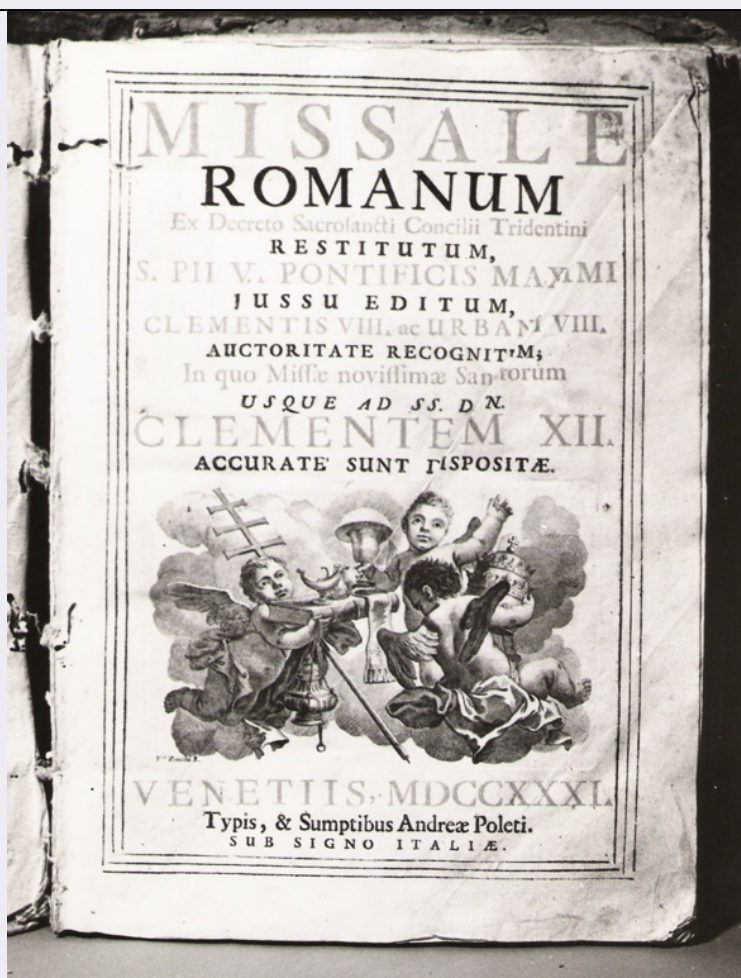 MISSALE
ROMANUM
Ex Decreto Sacrosancti Concilii Tridentini
RESTITUTUM,
S. PII V. PONTIFICIS MAXIMI
JUSSU EDITUM,
CLEMENTIS VIII. ac URBANI VIII.
AUCTORITATE RECOGNITUM;
In quo Missæ novissimæ Sanctorum
USQUE AD SS. D N.
CLEMENTEM XII.
ACCURATE' SUNT DISPOSITÆ.
VENETIIS, MDCCXXXI.
Typis, & Sumptibus Andreæ Poleti.
SUB SIGNO ITALIÆ.